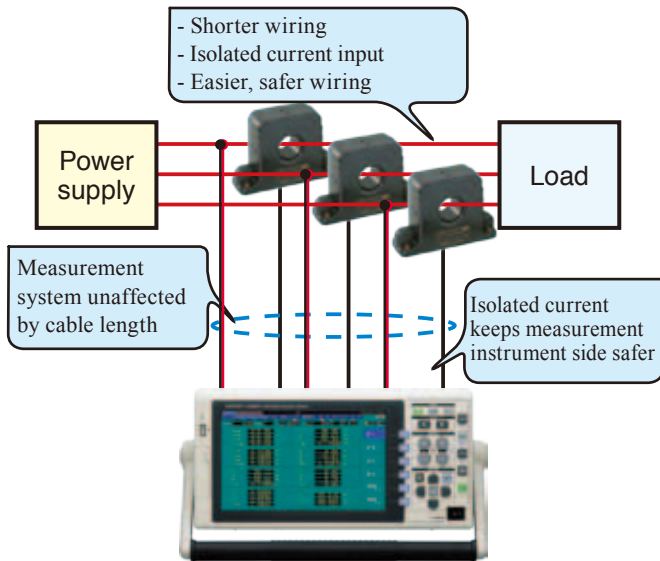 - Shorter wiring
- Isolated current input
- Easier, safer wiring
Power
supply
Load
Measurement
system unaffected
by cable length
Isolated current
keeps measurement
instrument side safer